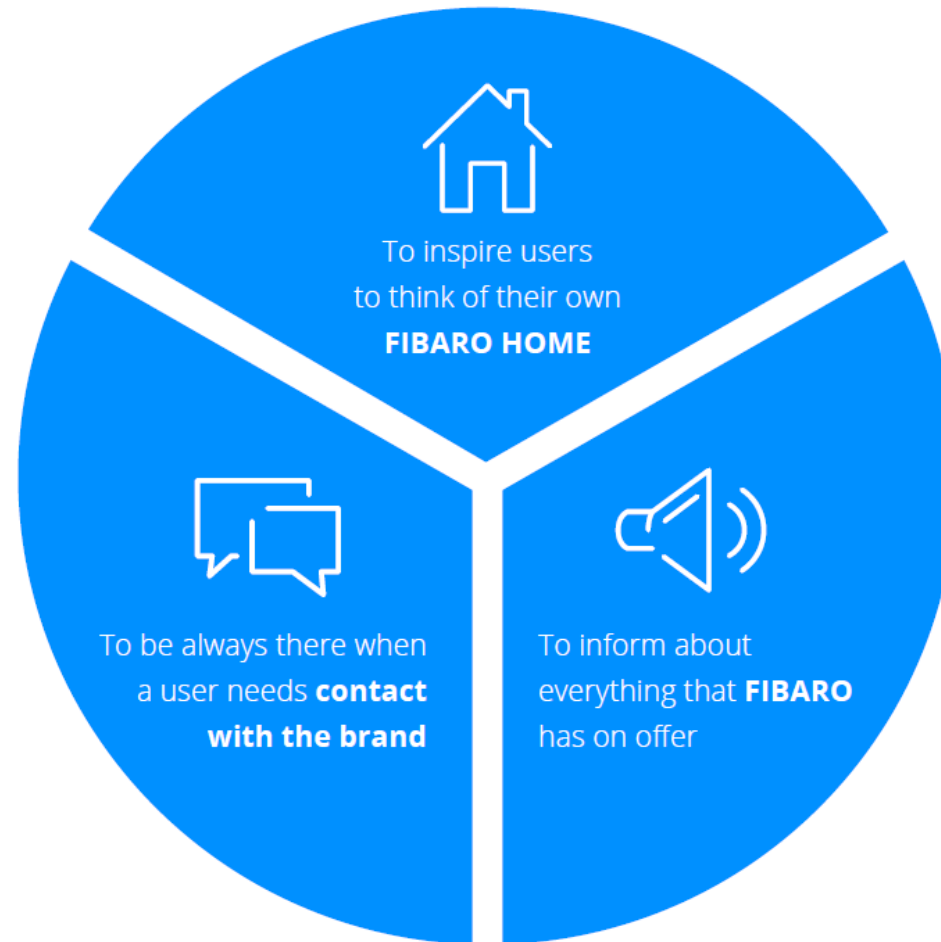 To inspire users
to think of their own
FIBARO HOME
To be always there when
a user needs contact
with the brand
To inform about
everything that FIBARO
has on offer